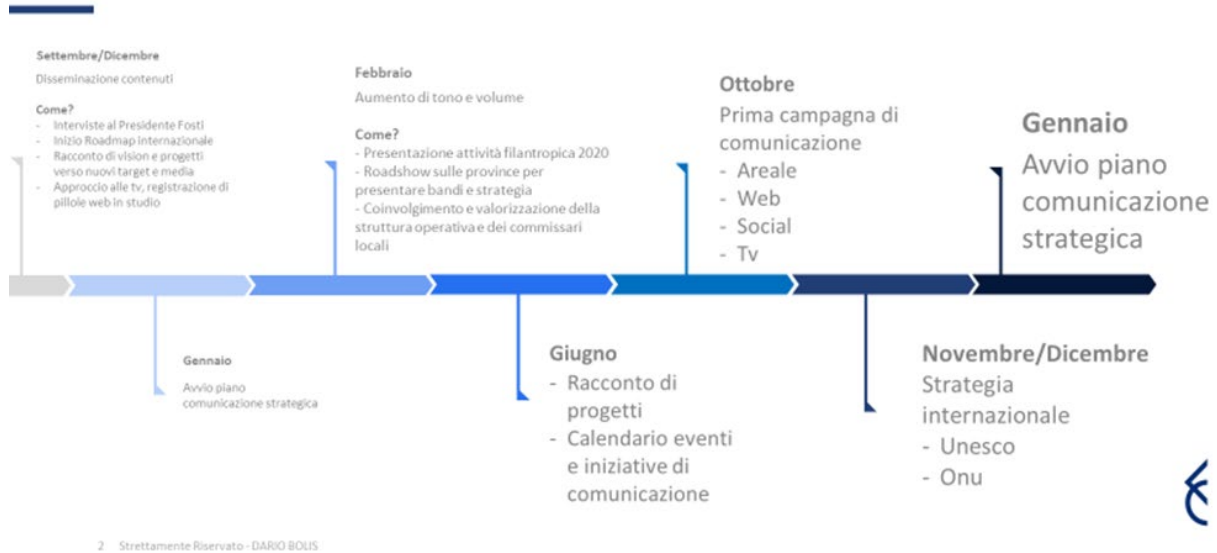 Settembre/Dicembre
Disseminazione contenuti
Come?
- Interviste al Presidente Fosti
- Inizio Roadmap internazionale
- Racconto di vision e progetti
verso nuovi target e media
- Approccio alle tv, registrazione di
pillole web in studio
Febbraio
Aumento di tono e volume
Come?
- Presentazione attività filantropica 2020
- Roadshow sulle province per
presentare bandi e strategia
- Coinvolgimento e valorizzazione della
struttura operativa e dei commissari
locali
Ottobre
Prima campagna di
comunicazione
- Areale
- Web
- Social
- Tv
Gennaio
Avvio piano
comunicazione
strategica
Gennaio
Avvio piano
comunicazione strategica
Giugno
- Racconto di
progetti
- Calendario eventi
e iniziative di
comunicazione
Novembre/Dicembre
Strategia
internazionale
- Unesco
- Onu
2 Strettamente Riservato - DARIO BOLIS